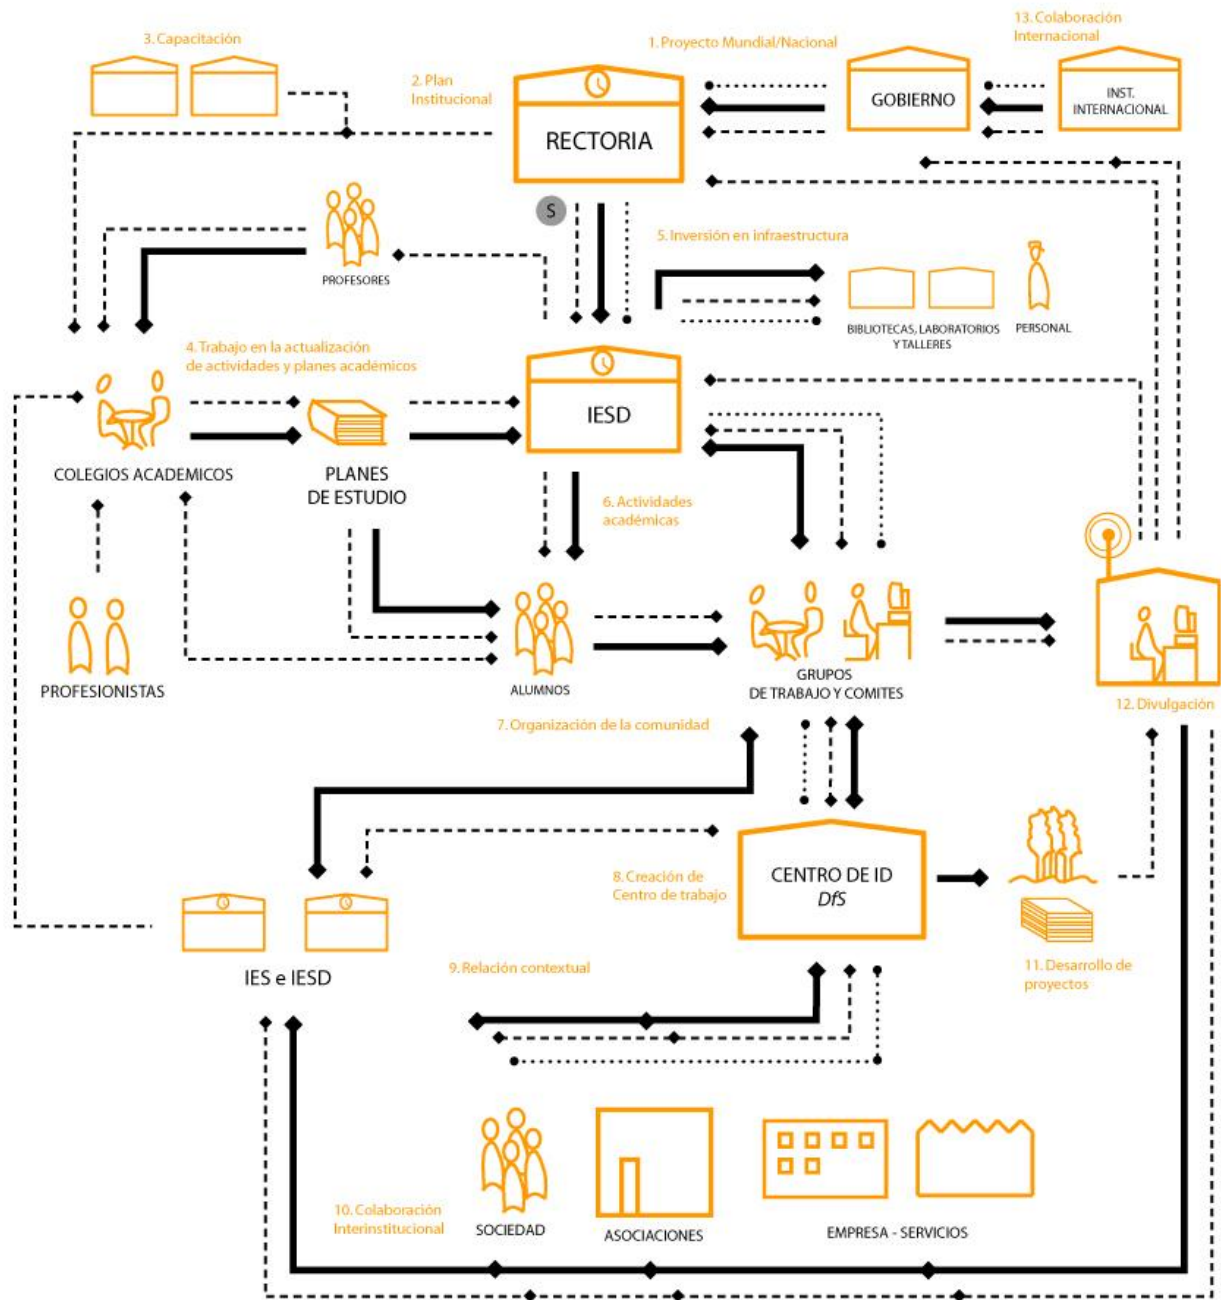 3. Capacitación
1. Proyecto Mundial/Nacional
13. Colaboración
Internacional
2. Plan
Institucional
RECTORIA
GOBIERNO
INST.
INTERNACIONAL
S
PROFESORES
5. Inversión en infraestructura
BIBLIOTECAS, LABORATORIOS
Y TALLERES
PERSONAL
4. Trabajo en la actualización
de actividades y planes académicos
IESD
COLEGIOS ACADEMICOS
PLANES
DE ESTUDIO
6. Actividades
académicas
PROFESIONISTAS
ALUMNOS
GRUPOS
DE TRABAJO Y COMITES
12. Divulgación
7. Organización de la comunidad
8. Creación de
Centro de trabajo
CENTRO DE ID
DfS
11. Desarrollo de
proyectos
IES e IESD
9. Relación contextual
10. Colaboración
Interinstitucional
SOCIEDAD
ASOCIACIONES
EMPRESA - SERVICIOS